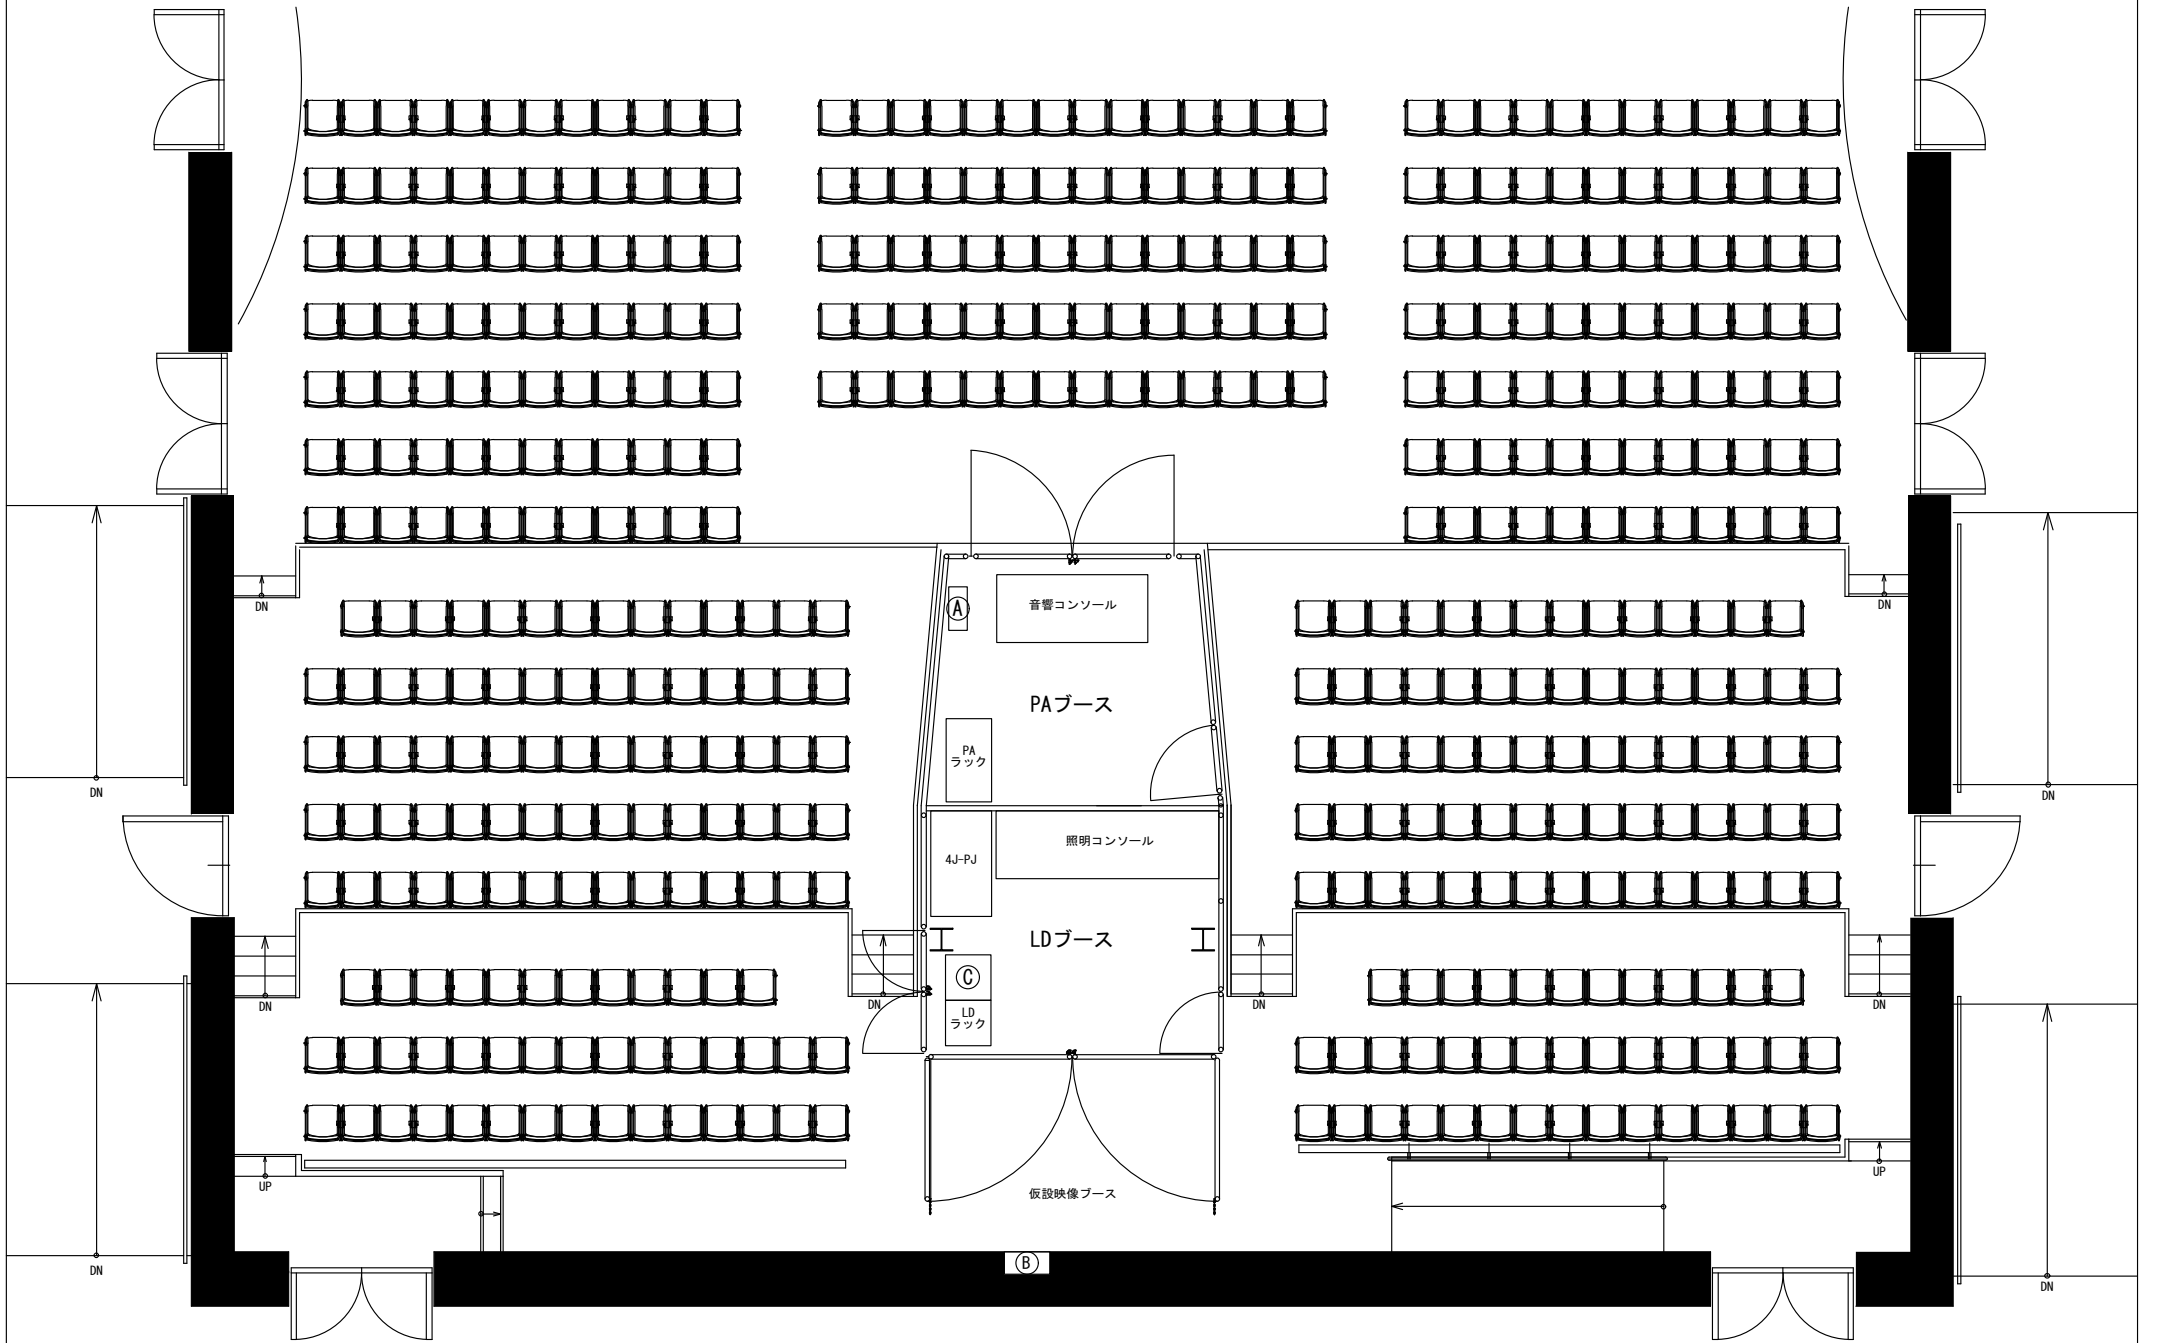 DN
DN
Ⓐ
音響コンソール
PAブース
PA
ラック
DN
DN
照明コンソール
4J-PJ
LDブース
Ⓒ
LD
ラック
DN
DN
DN
DN
UP
UP
仮設映像ブース
Ⓑ
DN
DN